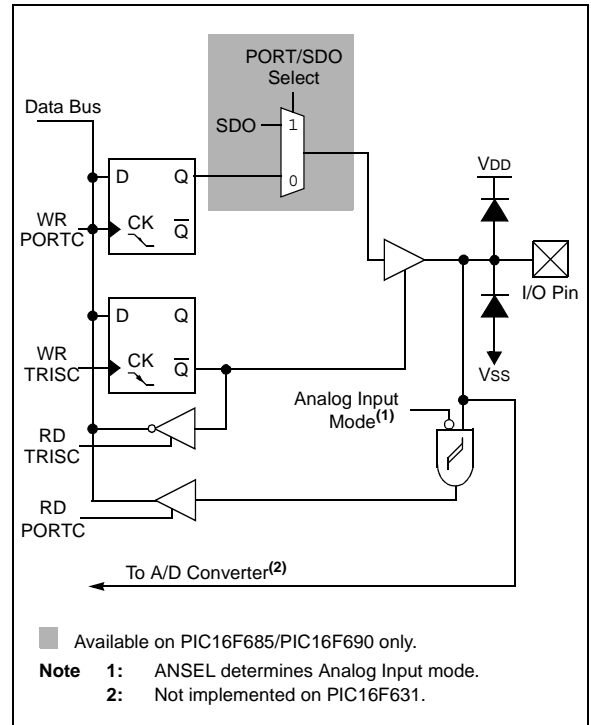 PORT/SDO
Select
Data Bus
SDO
1
0
VDD
D
Q
WR
PORTC
CK
Q
I/O Pin
D
Q
WR
TRISC
CK
Q
VSS
Analog Input
Mode(1)
RD
TRISC
RD
PORTC
To A/D Converter(2)
Available on PIC16F685/PIC16F690 only.
Note 1: ANSEL determines Analog Input mode.
2: Not implemented on PIC16F631.